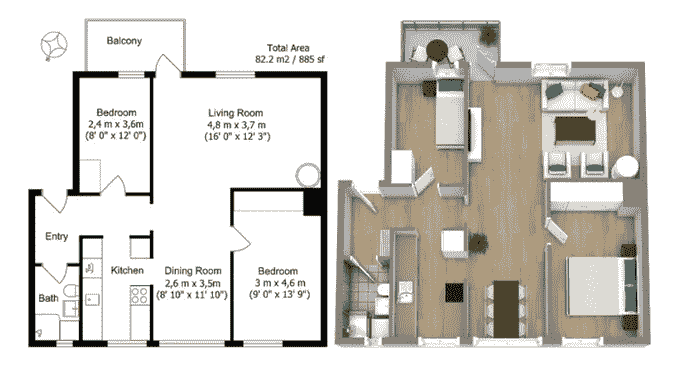 Balcony
Total Area
82.2 m2 / 885 sf
Bedroom
2,4 m x 3,6m
(8' 0" x 12' 0")
Living Room
4,8 m x 3,7 m
(16' 0" x 12' 3")
Entry
Kitchen
Bath
Dining Room
2,6 m x 3,5m
(8' 10" x 11' 10")
Bedroom
3 m x 4,6 m
(9' 0" x 13' 9")